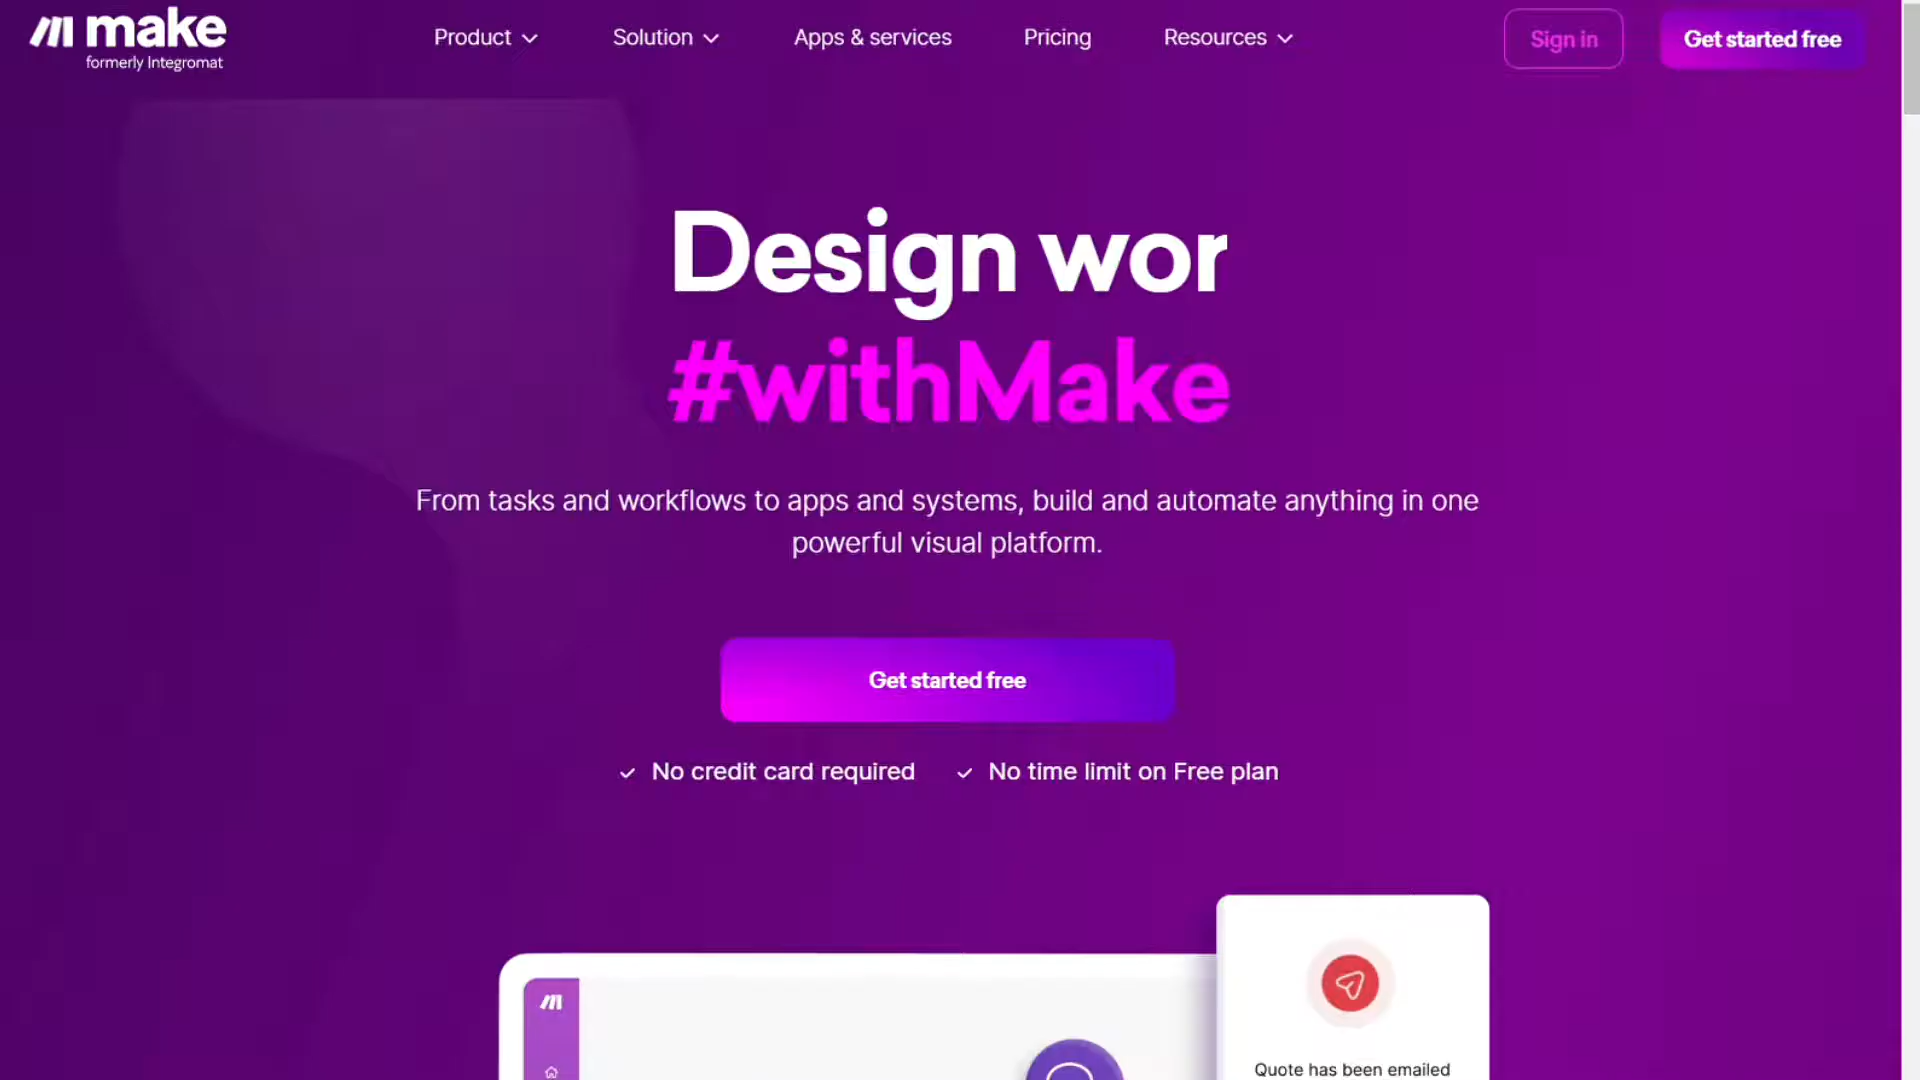 make
formerly Integromat
Product
Solution
Apps & services
Pricing
Resources
Sign in
Get started free
Design wor
#withMake
From tasks and workflows to apps and systems, build and automate anything in one
powerful visual platform.
Get started free
No credit card required
No time limit on Free plan
Quote has been emailed